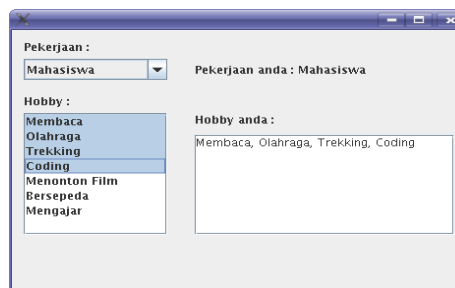 Pekerjaan :
Mahasiswa
Pekerjaan anda : Mahasiswa
Hobby :
Membaca
Olahraga
Trekking
Coding
Menonton Film
Bersepeda
Mengajar
Hobby anda :
Membaca, Olahraga, Trekking, Coding